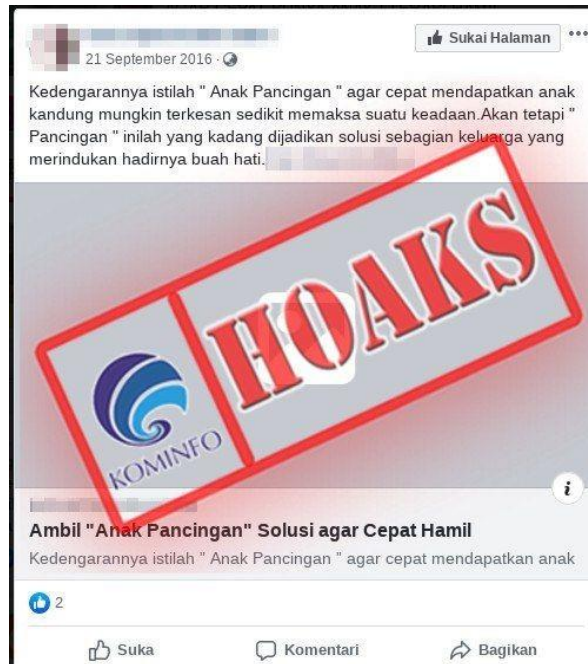 Sukai Halaman
21 September 2016
Kedengarannya istilah " Anak Pancingan " agar cepat mendapatkan anak
kandung mungkin terkesan sedikit memaksa suatu keadaan.Akan tetapi "
Pancingan " inilah yang kadang dijadikan solusi sebagian keluarga yang
merindukan hadirnya buah hati.
HOAKS
KOMINFO
Ambil "Anak Pancingan" Solusi agar Cepat Hamil
Kedengarannya istilah " Anak Pancingan " agar cepat mendapatkan anak
2
Suka
Komentari
Bagikan